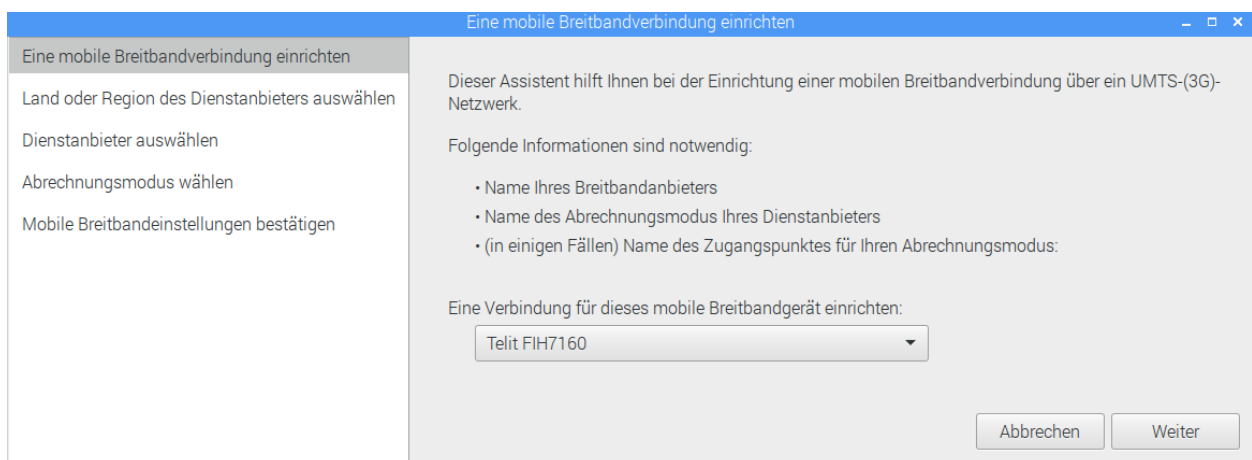 Eine mobile Breitbandverbindung einrichten
Eine mobile Breitbandverbindung einrichten
Land oder Region des Dienstanbieters auswählen
Dienstanbieter auswählen
Abrechnungsmodus wählen
Mobile Breitbandeinstellungen bestätigen
Dieser Assistent hilft Ihnen bei der Einrichtung einer mobilen Breitbandverbindung über ein UMTS-(3G)-
Netzwerk.
Folgende Informationen sind notwendig:
• Name Ihres Breitbandanbieters
• Name des Abrechnungsmodus Ihres Dienstanbieters
• (in einigen Fällen) Name des Zugangspunktes für Ihren Abrechnungsmodus:
Eine Verbindung für dieses mobile Breitbandgerät einrichten:
Telit FIH7160
Abbrechen
Weiter